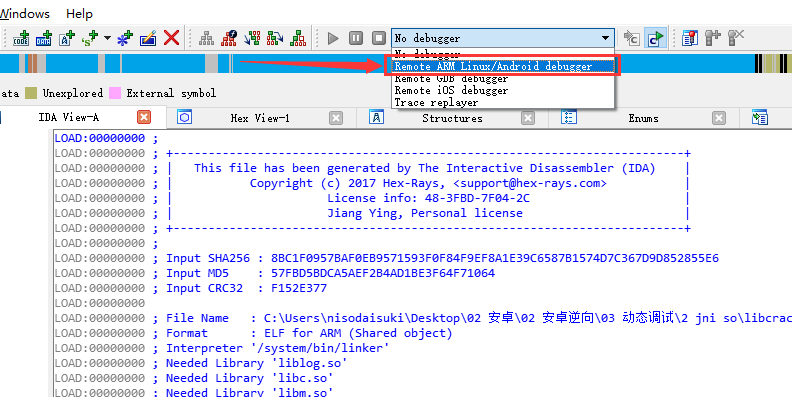 Windows Help
No debugger
No debugger
Remote ARM Linux/Android debugger
Remote GDB debugger
Remote iOS debugger
Trace replayer
ata Unexplored External symbol
IDA View-A Hex View-1 Structures Enums
LOAD:00000000 ;
LOAD:00000000 ; +-------------------------------------------------------------------------+
LOAD:00000000 ; | This file has been generated by The Interactive Disassembler (IDA) |
LOAD:00000000 ; | Copyright (c) 2017 Hex-Rays, <support@hex-rays.com> |
LOAD:00000000 ; | License info: 48-3FBD-7F04-2C |
LOAD:00000000 ; | Jiang Ying, Personal license |
LOAD:00000000 ; +-------------------------------------------------------------------------+
LOAD:00000000 ;
LOAD:00000000 ; Input SHA256 : 8BC1F0957BAF0EB9571593F0F84F9EF8A1E39C6587B1574D7C367D9D852855E6
LOAD:00000000 ; Input MD5 : 57FBD5BDCA5AEF2B4AD1BE3F64F71064
LOAD:00000000 ; Input CRC32 : F152E377
LOAD:00000000
LOAD:00000000 ; File Name : C:\Users\nisodaisuki\Desktop\02 安卓\02 安卓逆向\03 动态调试\2 jni so\libcrac
LOAD:00000000 ; Format : ELF for ARM (Shared object)
LOAD:00000000 ; Interpreter '/system/bin/linker'
LOAD:00000000 ; Needed Library 'liblog.so'
LOAD:00000000 ; Needed Library 'libc.so'
LOAD:00000000 ; Needed Library 'libm.so'